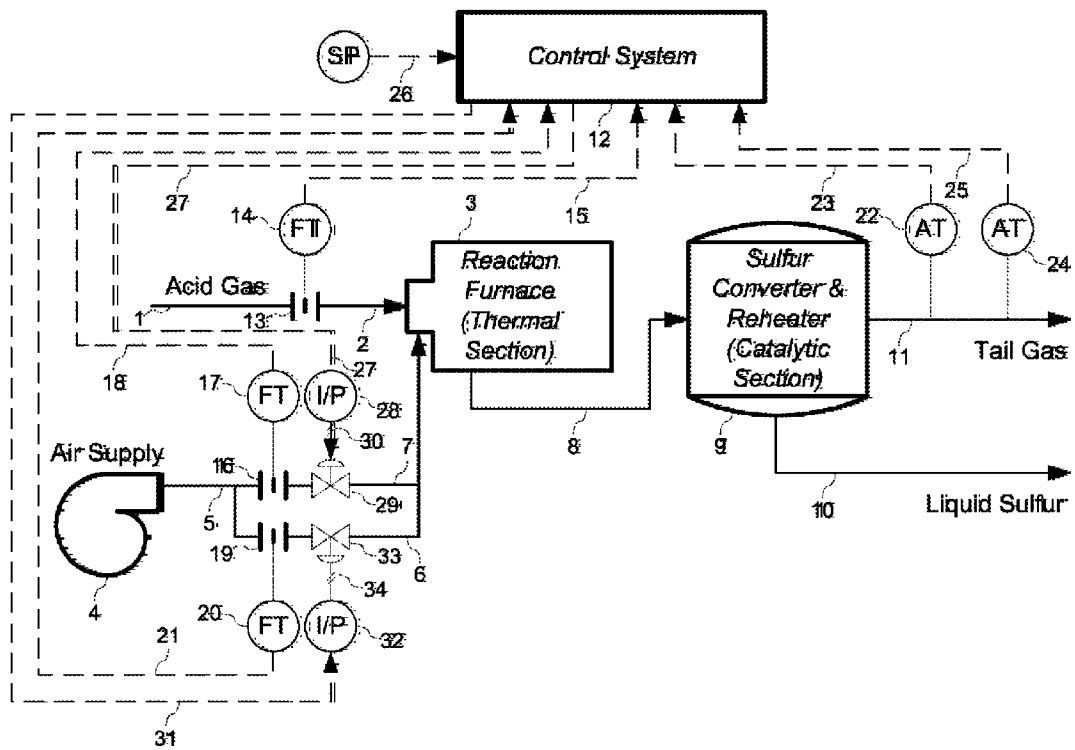 SP
26
Control System
12
27
15
23
25
14
FT
3
22
AT
AT
24
Acid Gas
1
13
2
Reaction
Furnace
(Thermal
Section)
Sulfur
Converter &
Reheater
(Catalytic
Section)
11
Tail Gas
18
27
17
FT
I/P
28
8
9
30
Air Supply
16
7
5
29
10
Liquid Sulfur
19
33
6
4
34
20
FT
I/P
32
21
31